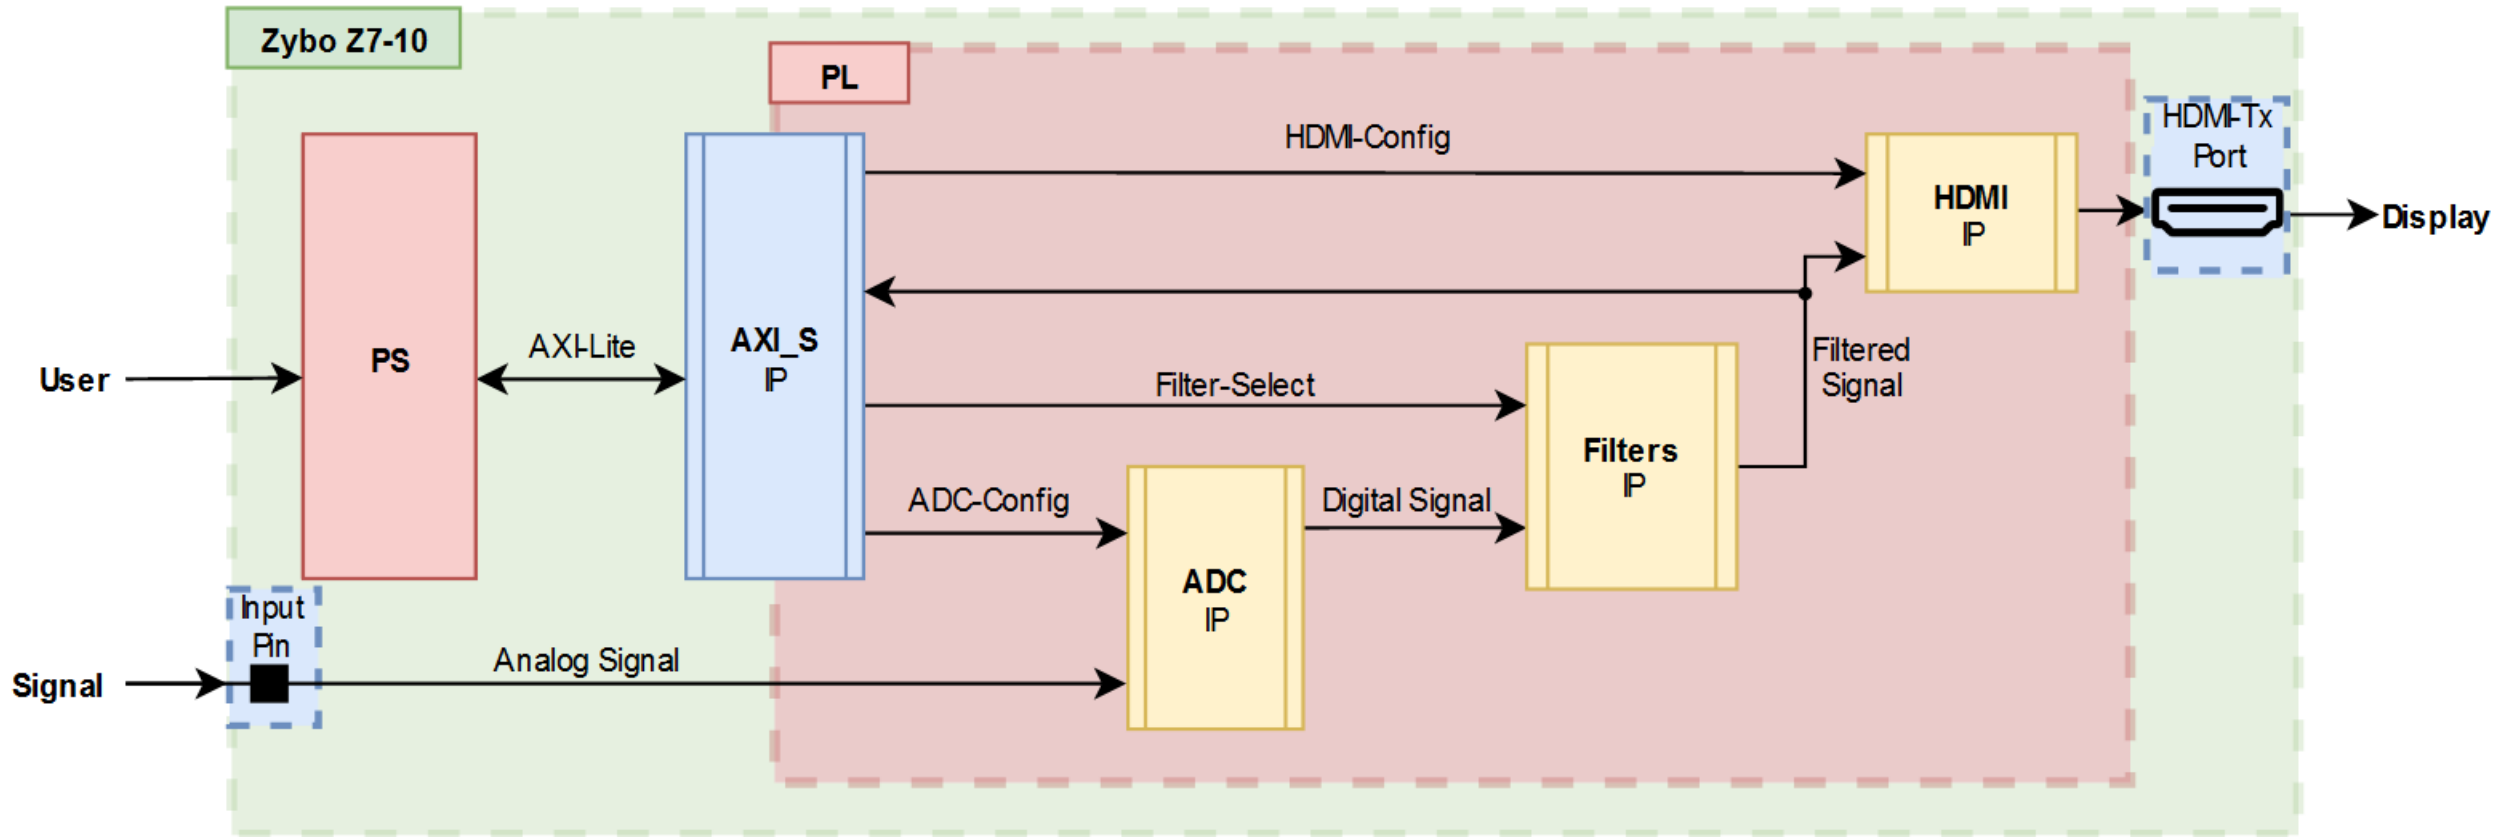 Zybo Z7-10
PL
HDMI-Config
HDMI-Tx
Port
HDMI
IP
Display
PS
AXI-Lite
AXI_S
IP
User
Filter-Select
Filtered
Signal
Filters
IP
ADC-Config
Digital Signal
ADC
IP
Input
Pin
Analog Signal
Signal